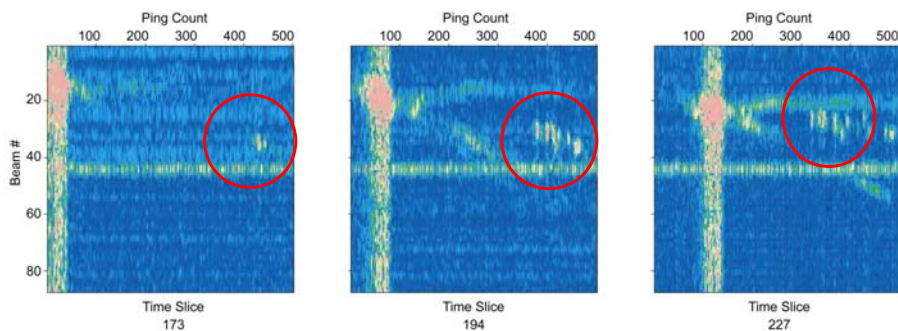 Ping Count Ping Count Ping Count
100 200 300 400 500 100 200 300 400 500 100 200 300 400 500
Beam #
20
40
60
80
Time Slice Time Slice Time Slice
173 194 227